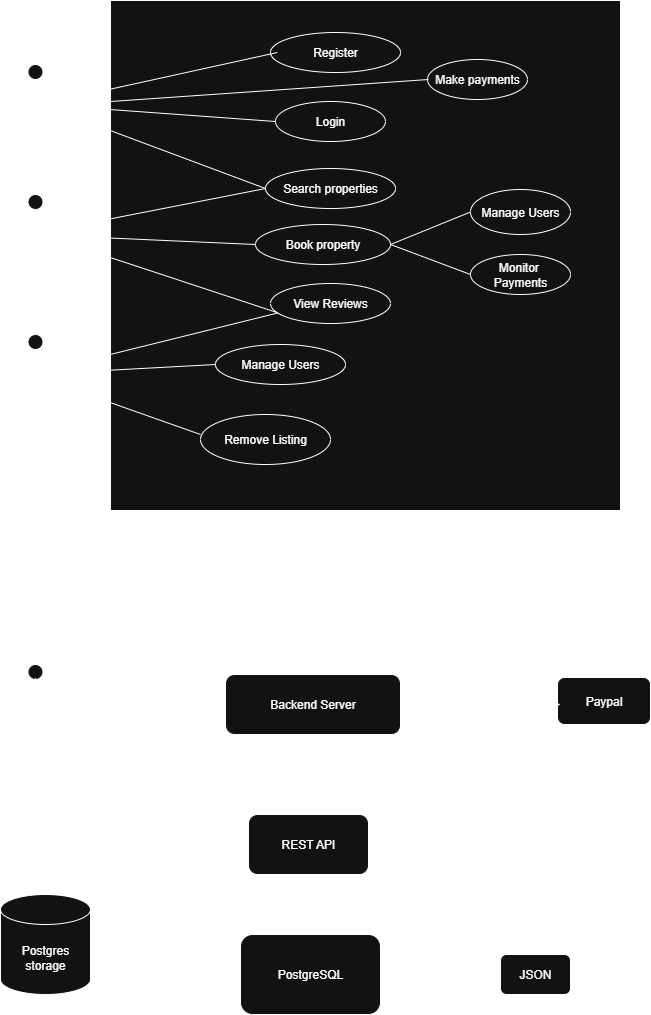 Register
Make payments
Login
Search properties
Manage Users
Book property
Monitor
Payments
View Reviews
Manage Users
Remove Listing
Backend Server
Paypal
REST API
Postgres
storage
PostgreSQL
JSON